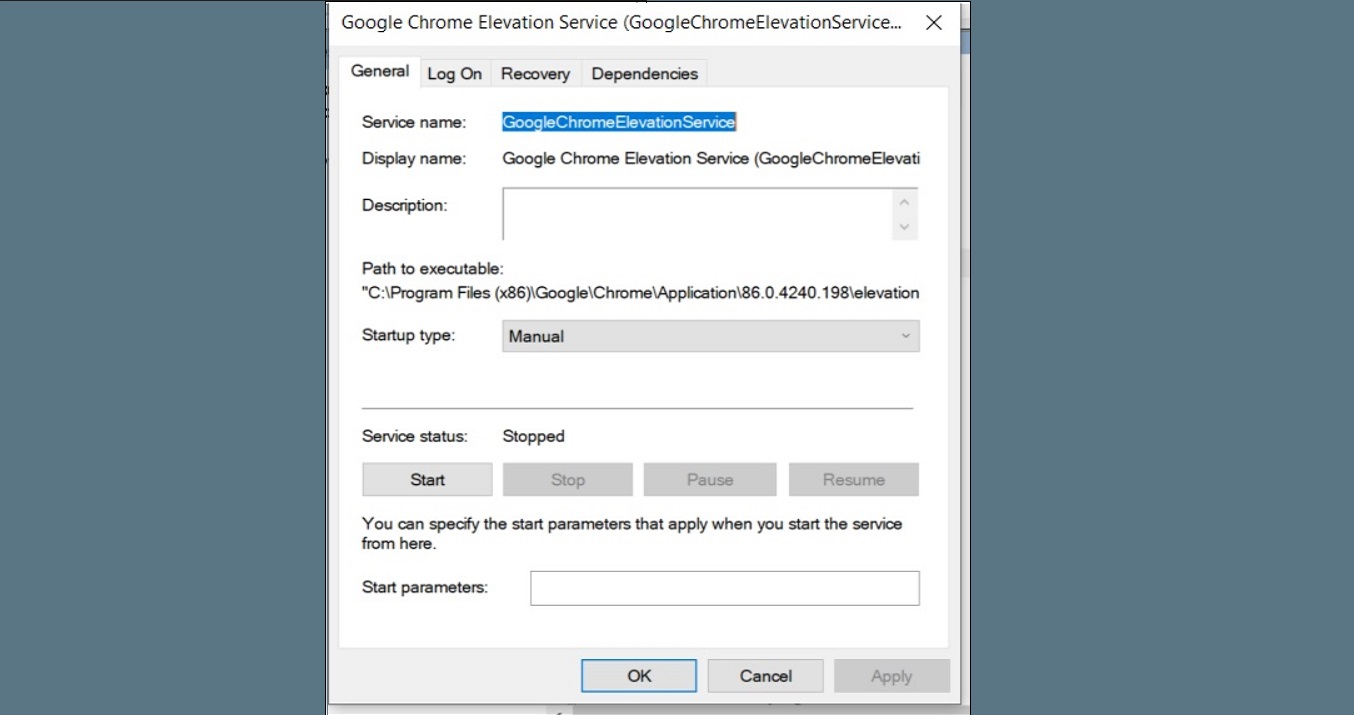 Google Chrome Elevation Service (GoogleChromeElevationService...
General Log On Recovery Dependencies
Service name: GoogleChromeElevationService
Display name: Google Chrome Elevation Service (GoogleChromeElevati
Description:
Path to executable:
"C:\Program Files (x86)\Google\Chrome\Application\86.0.4240.198\elevation
Startup type: Manual
Service status: Stopped
Start Stop Pause Resume
You can specify the start parameters that apply when you start the service
from here.
Start parameters:
OK Cancel Apply